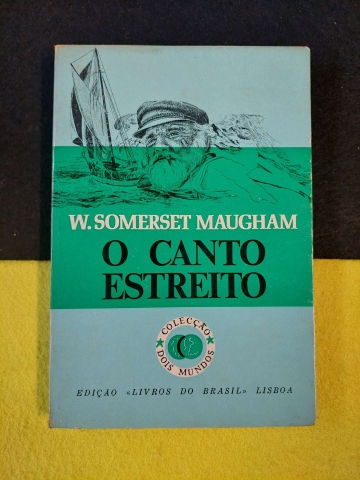 W. SOMERSET MAUGHAM
O CANTO
ESTREITO
COLECÇÃO
DOIS MUNDOS
EDIÇÃO «LIVROS DO BRASIL» LISBOA